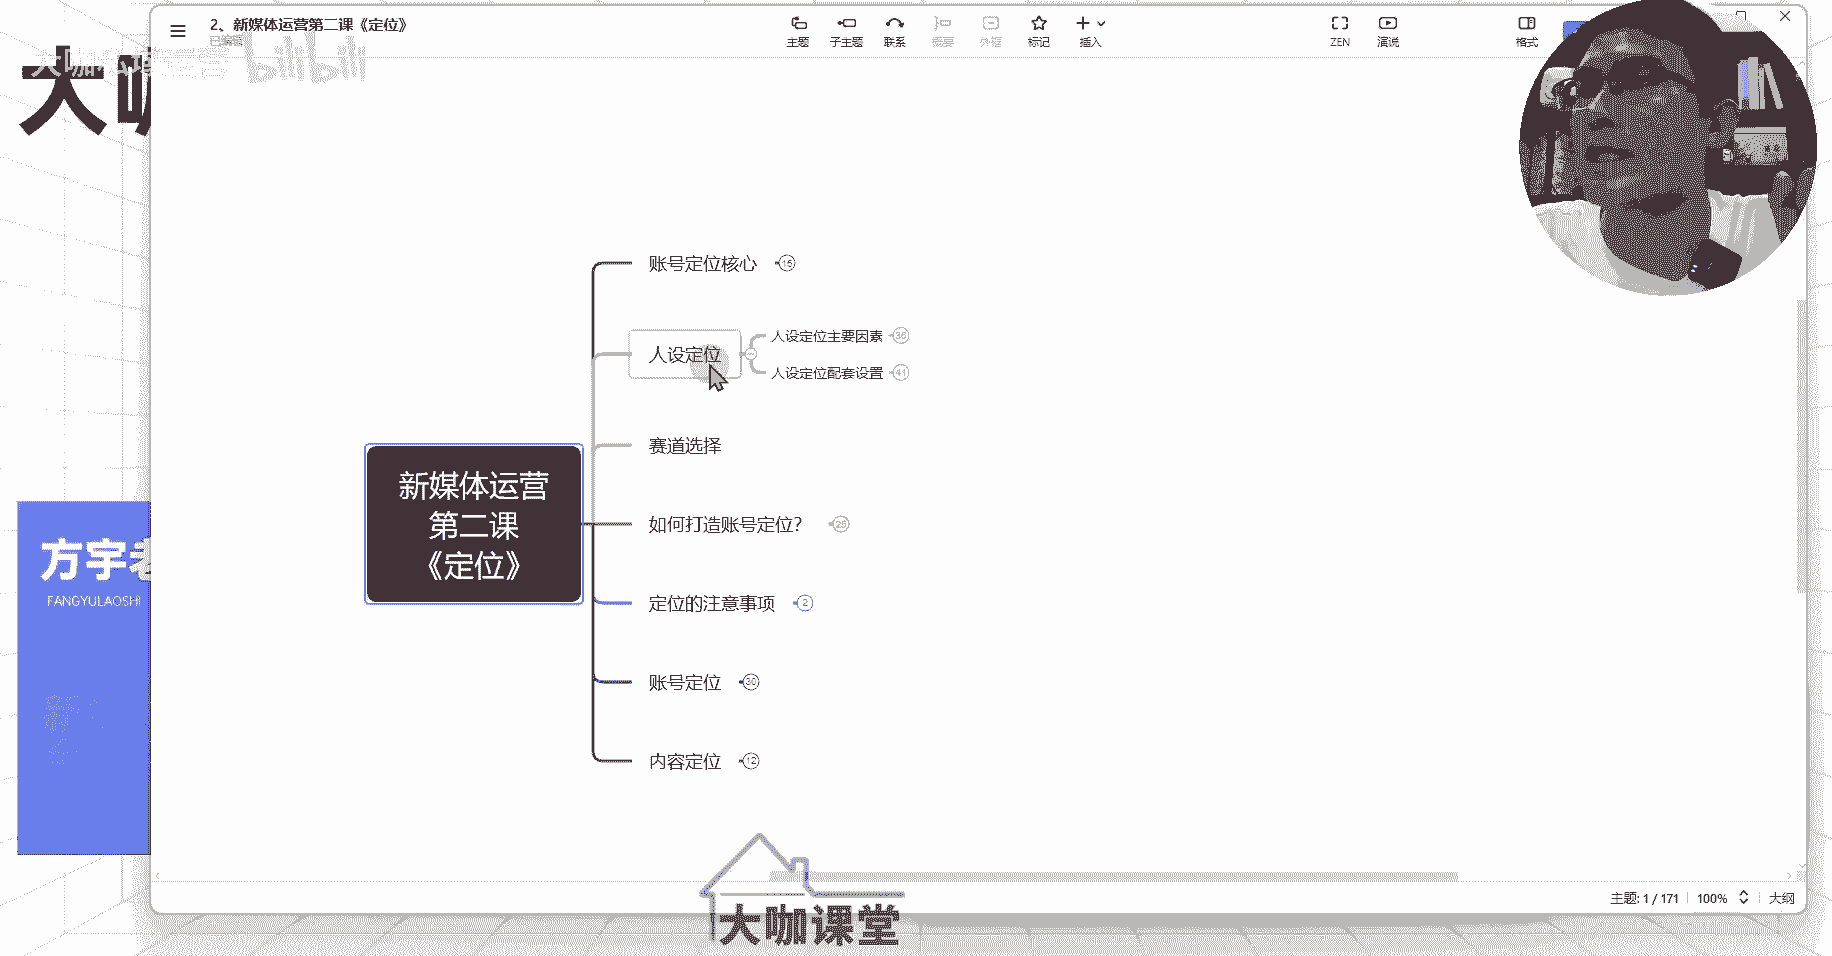 2、新媒体运营第二课《定位》
已编辑
主题
子主题
联系
概要
外框
标记
插入
ZEN
演说
格式
bilibili
大咖
账号定位核心
15
人设定位
人设定位主要因素
人设定位配套设置
41
赛道选择
新媒体运营
第二课
《定位》
如何打造账号定位？
定位的注意事项
2
账号定位
30
内容定位
12
方宇老
FANGYULAOSHI
大咖课堂
主题: 1 / 171
100%
大纲